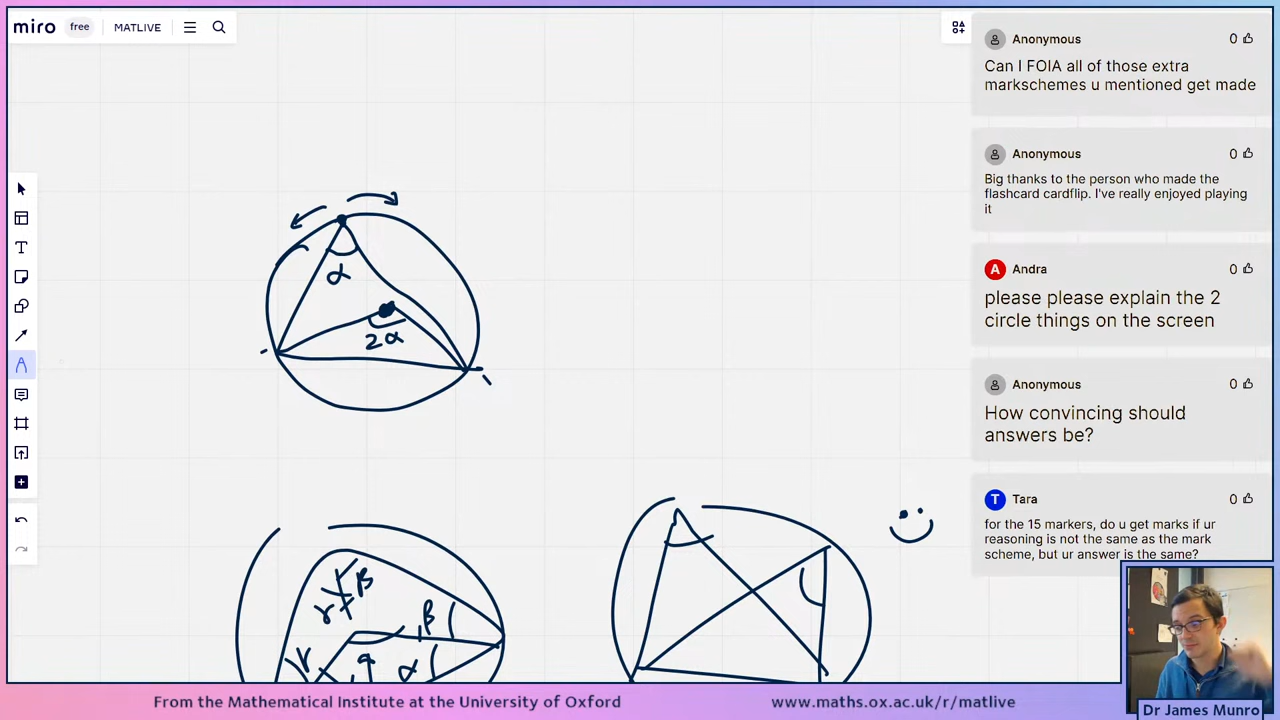 miro free MATLIVE
Anonymous 0
Can I FOIA all of those extra
markschemes u mentioned get made
Anonymous 0
Big thanks to the person who made the
flashcard cardflip. I've really enjoyed playing
it
A Andra 0
please please explain the 2
circle things on the screen
Anonymous 0
How convincing should
answers be?
T Tara 0
for the 15 markers, do u get marks if ur
reasoning is not the same as the mark
scheme, but ur answer is the same?
T
α
2α
β
β
α
From the Mathematical Institute at the University of Oxford
www.maths.ox.ac.uk/r/matlive
Dr James Munro